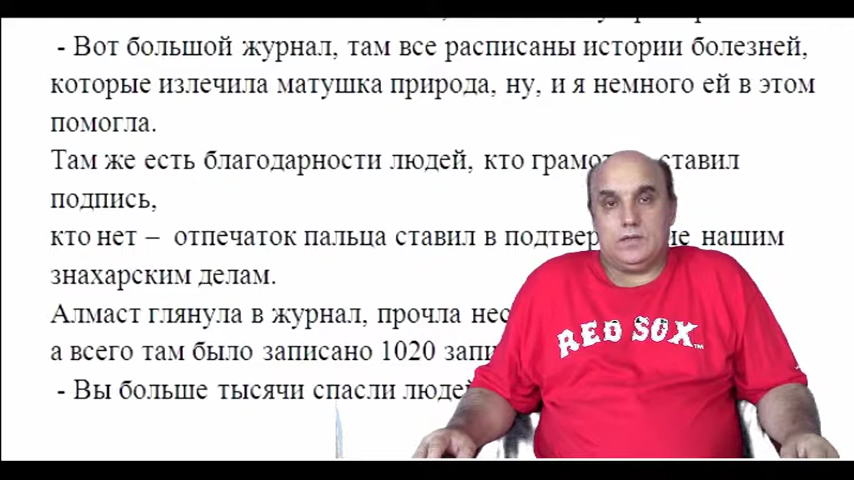 - Вот большой журнал, там все расписаны истории болезней,
которые излечила матушка природа, ну, и я немного ей в этом
помогла.
Там же есть благодарности людей, кто ставил
подпись,
кто нет – отпечаток пальца ставил в нашим
знахарским делам.
Алмаст глянула в журнал, прочла
а всего там было записано 1020
- Вы больше тысячи спасли
RED SOX